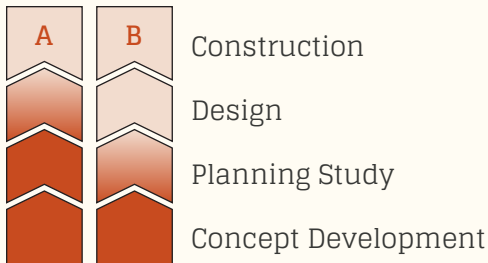 A B Construction
Design
Planning Study
Concept Development